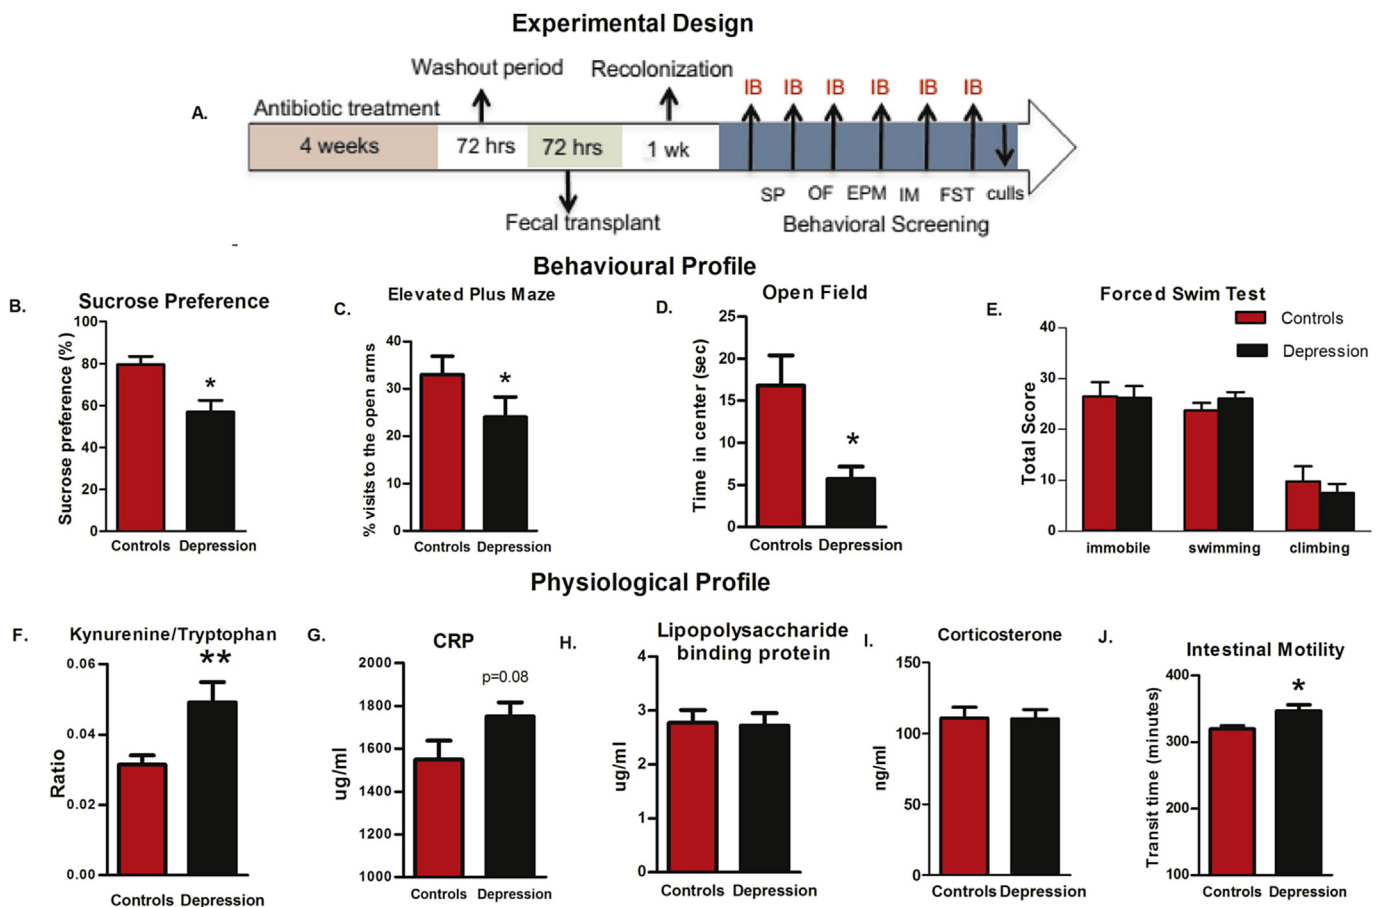 Experimental Design
A.
Washout period
Recolonization
IB IB IB IB IB IB
Antibiotic treatment
4 weeks
72 hrs
72 hrs
1 wk
SP OF EPM IM FST culls
Fecal transplant
Behavioral Screening
Behavioural Profile
B.
Sucrose Preference
Sucrose preference (%)
100
80
60
40
20
0
*
Controls Depression
C.
Elevated Plus Maze
% visits to the open arms
40
30
20
10
0
*
Controls Depression
D.
Open Field
Time in center (sec)
25
20
15
10
5
0
*
Controls Depression
E.
Forced Swim Test
Controls
Depression
Total Score
40
30
20
10
0
immobile swimming climbing
Physiological Profile
F.
Kynurenine/Tryptophan
Ratio
0.06
0.04
0.02
0.00
**
Controls Depression
G.
CRP
ug/ml
2000
1800
1600
1400
1200
1000
p=0.08
Controls Depression
H.
Lipopolysaccharide
binding protein
ug/ml
4
3
2
1
0
Controls Depression
I.
Corticosterone
ng/ml
150
100
50
0
Controls Depression
J.
Intestinal Motility
Transit time (minutes)
400
300
200
100
*
Controls Depression